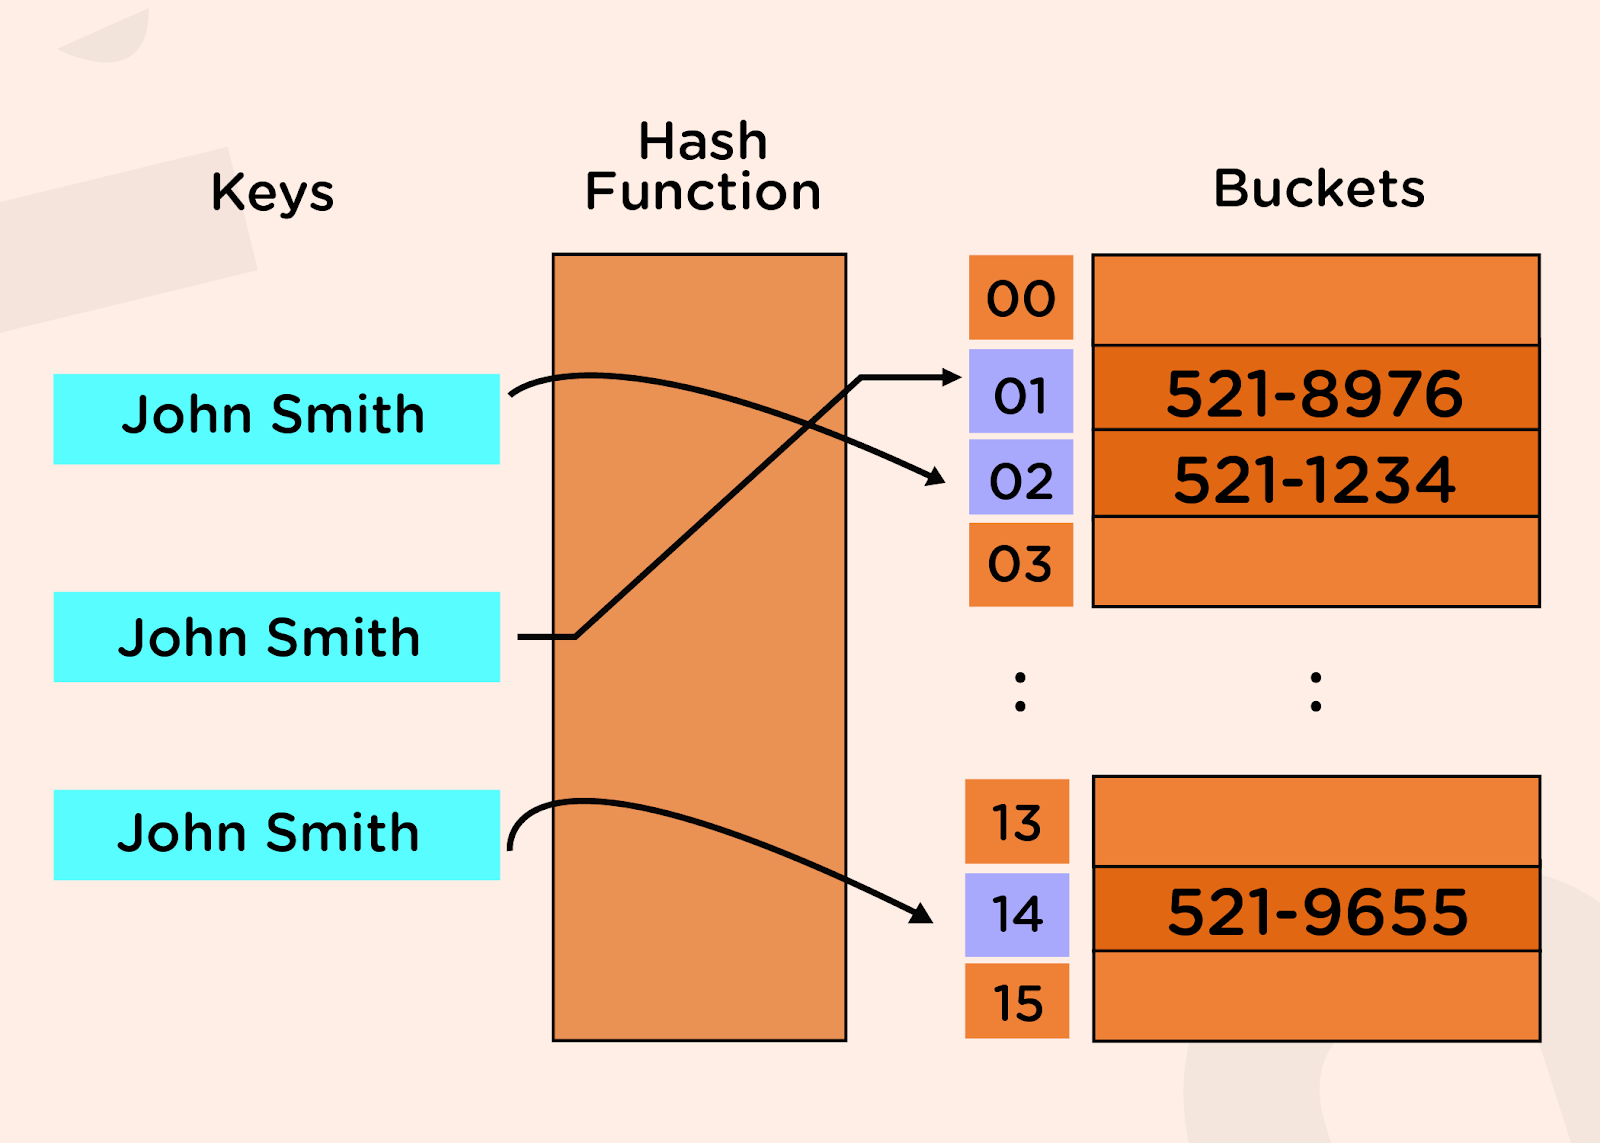 Keys
Hash
Function
Buckets
John Smith
John Smith
John Smith
00
01
02
03
:
13
14
15
521-8976
521-1234
:
521-9655